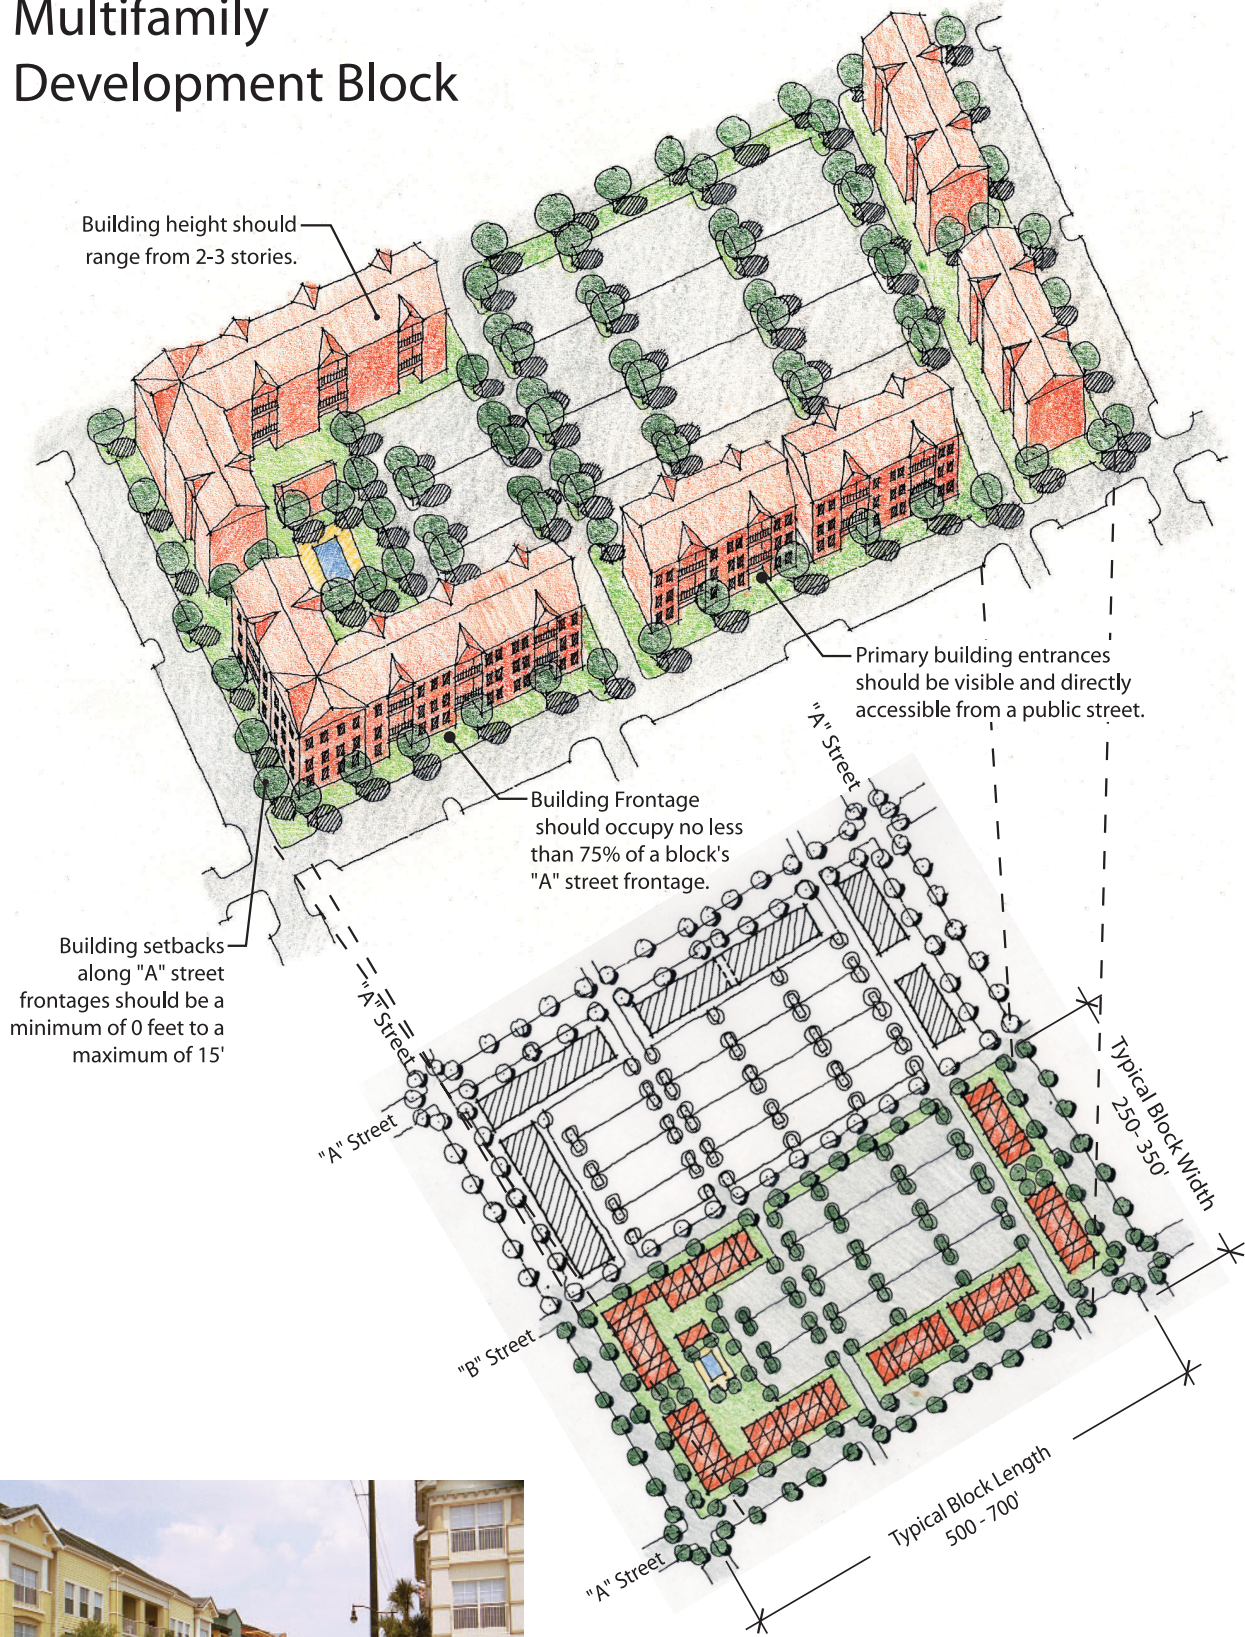 Multifamily
Development Block
Building height should
range from 2-3 stories.
Primary building entrances
should be visible and directly
accessible from a public street.
"A" Street
Building Frontage
should occupy no less
than 75% of a block's
"A" street frontage.
Building setbacks
along "A" street
frontages should be a
minimum of 0 feet to a
maximum of 15'
"A" Street
"A" Street
Typical Block Width
250- 350'
"B" Street
Typical Block Length
500 - 700'
"A" Street